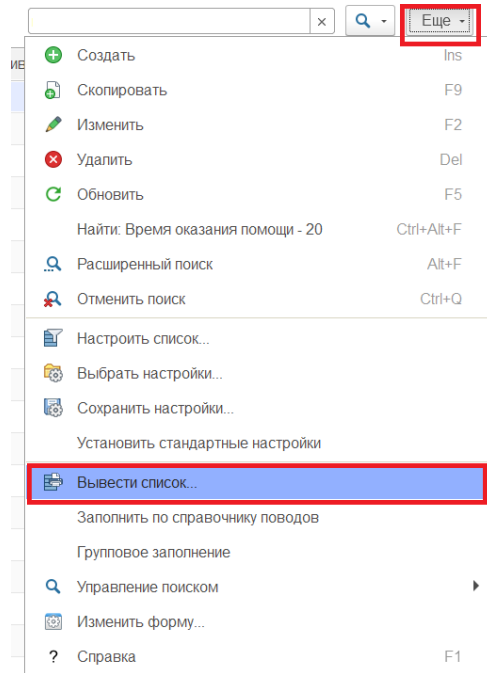 Еще
ив
Создать Ins
Скопировать F9
Изменить F2
Удалить Del
Обновить F5
Найти: Время оказания помощи - 20 Ctrl+Alt+F
Расширенный поиск Alt+F
Отменить поиск Ctrl+Q
Настроить список...
Выбрать настройки...
Сохранить настройки...
Установить стандартные настройки
Вывести список...
Заполнить по справочнику поводов
Групповое заполнение
Управление поиском
Изменить форму...
? Справка F1